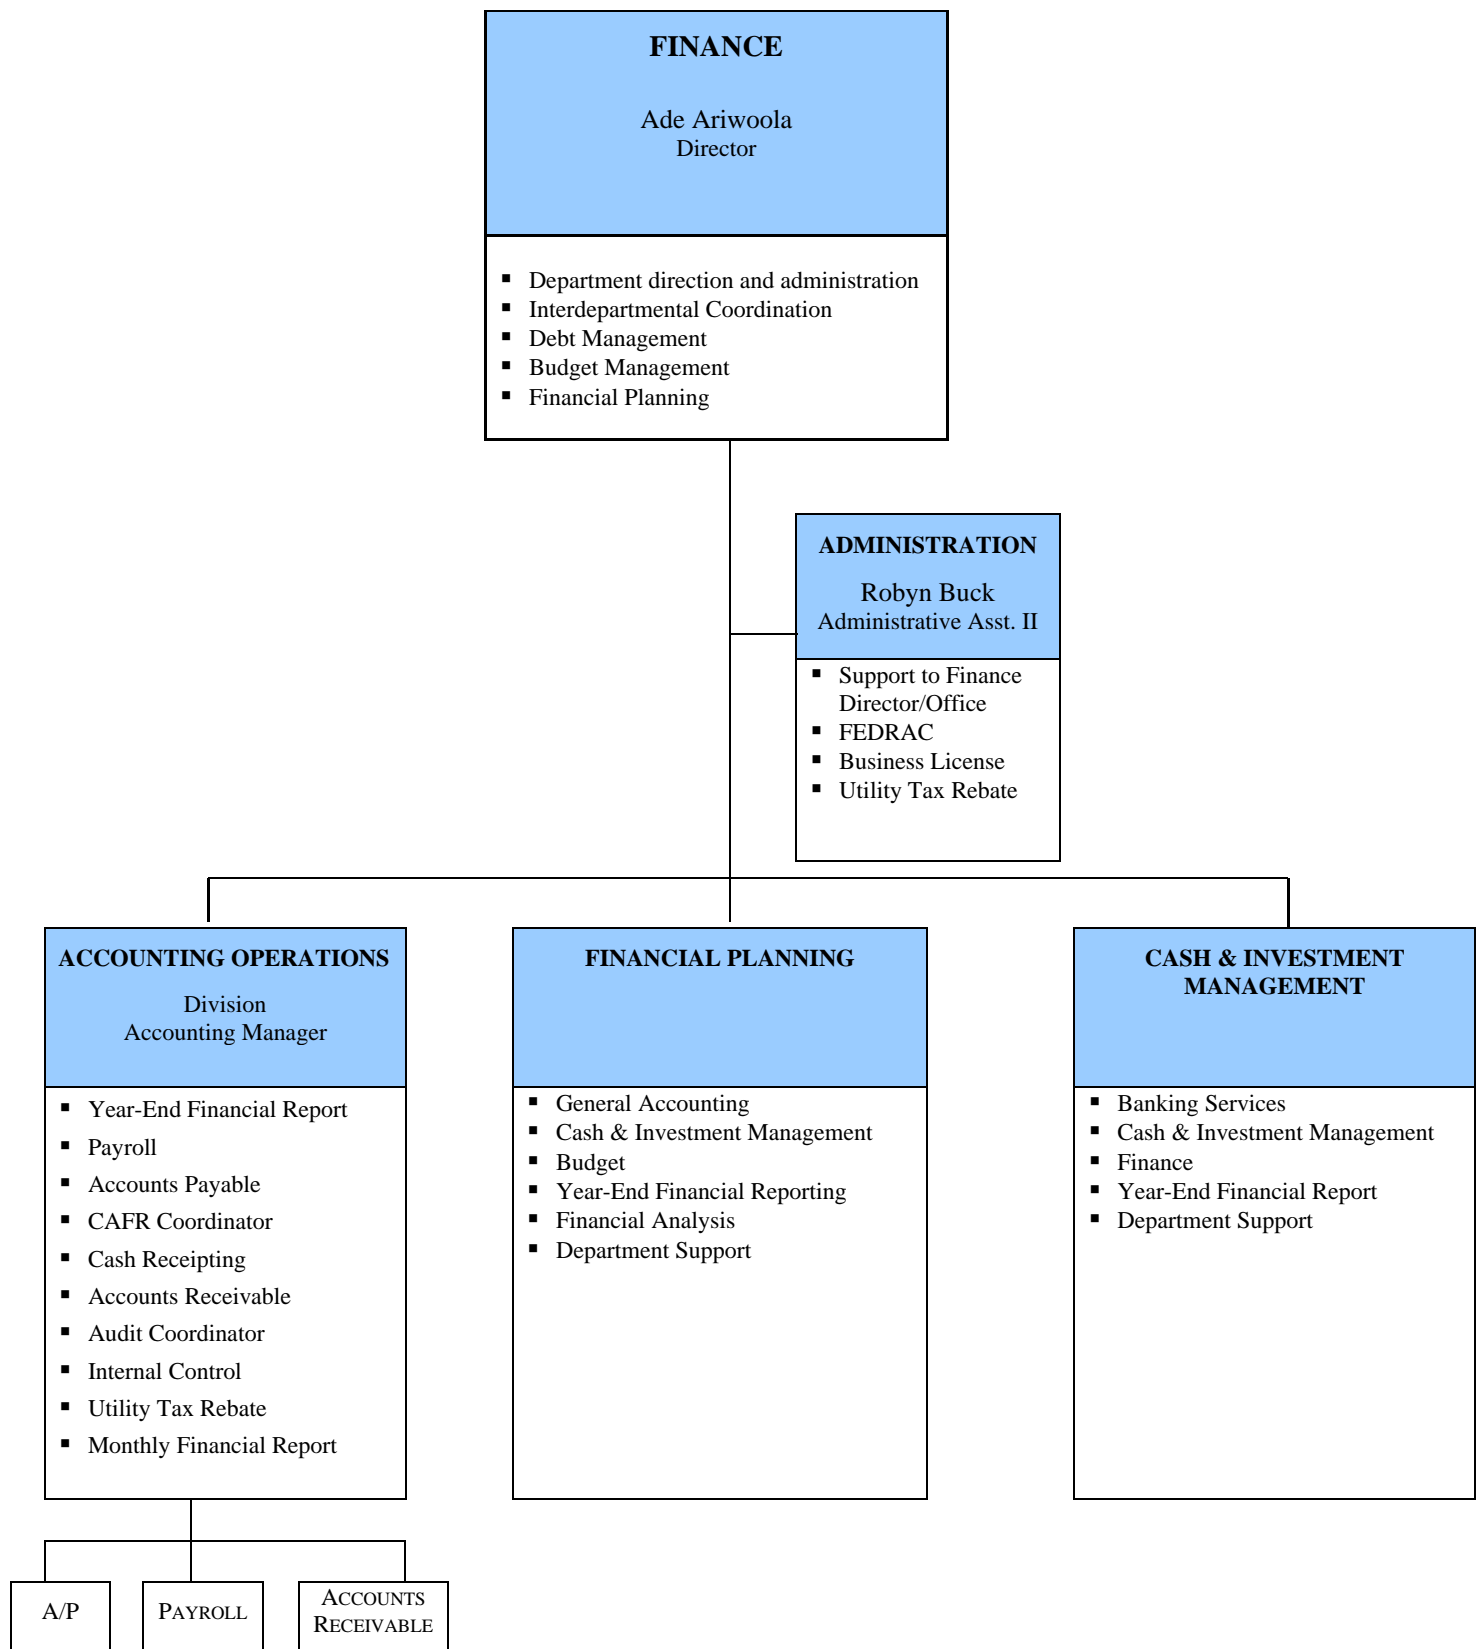 FINANCE
Ade Ariwoola
Director
▪ Department direction and administration
▪ Interdepartmental Coordination
▪ Debt Management
▪ Budget Management
▪ Financial Planning
ADMINISTRATION
Robyn Buck
Administrative Asst. II
▪ Support to Finance
Director/Office
▪ FEDRAC
▪ Business License
▪ Utility Tax Rebate
ACCOUNTING OPERATIONS
Division
Accounting Manager
▪ Year-End Financial Report
▪ Payroll
▪ Accounts Payable
▪ CAFR Coordinator
▪ Cash Receipting
▪ Accounts Receivable
▪ Audit Coordinator
▪ Internal Control
▪ Utility Tax Rebate
▪ Monthly Financial Report
FINANCIAL PLANNING
▪ General Accounting
▪ Cash & Investment Management
▪ Budget
▪ Year-End Financial Reporting
▪ Financial Analysis
▪ Department Support
CASH & INVESTMENT
MANAGEMENT
▪ Banking Services
▪ Cash & Investment Management
▪ Finance
▪ Year-End Financial Report
▪ Department Support
A/P
PAYROLL
ACCOUNTS
RECEIVABLE